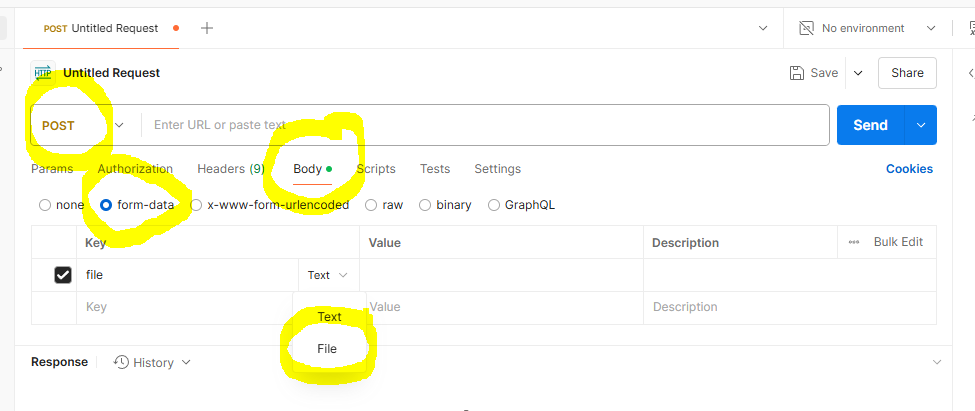 POST Untitled Request
No environment
HTTP Untitled Request Save Share
POST Enter URL or paste text Send
Params Authorization Headers (9) Body Scripts Tests Settings Cookies
none form-data x-www-form-urlencoded raw binary GraphQL
Key Value Description Bulk Edit
file Text
Key Value Description
Text
File
Response History